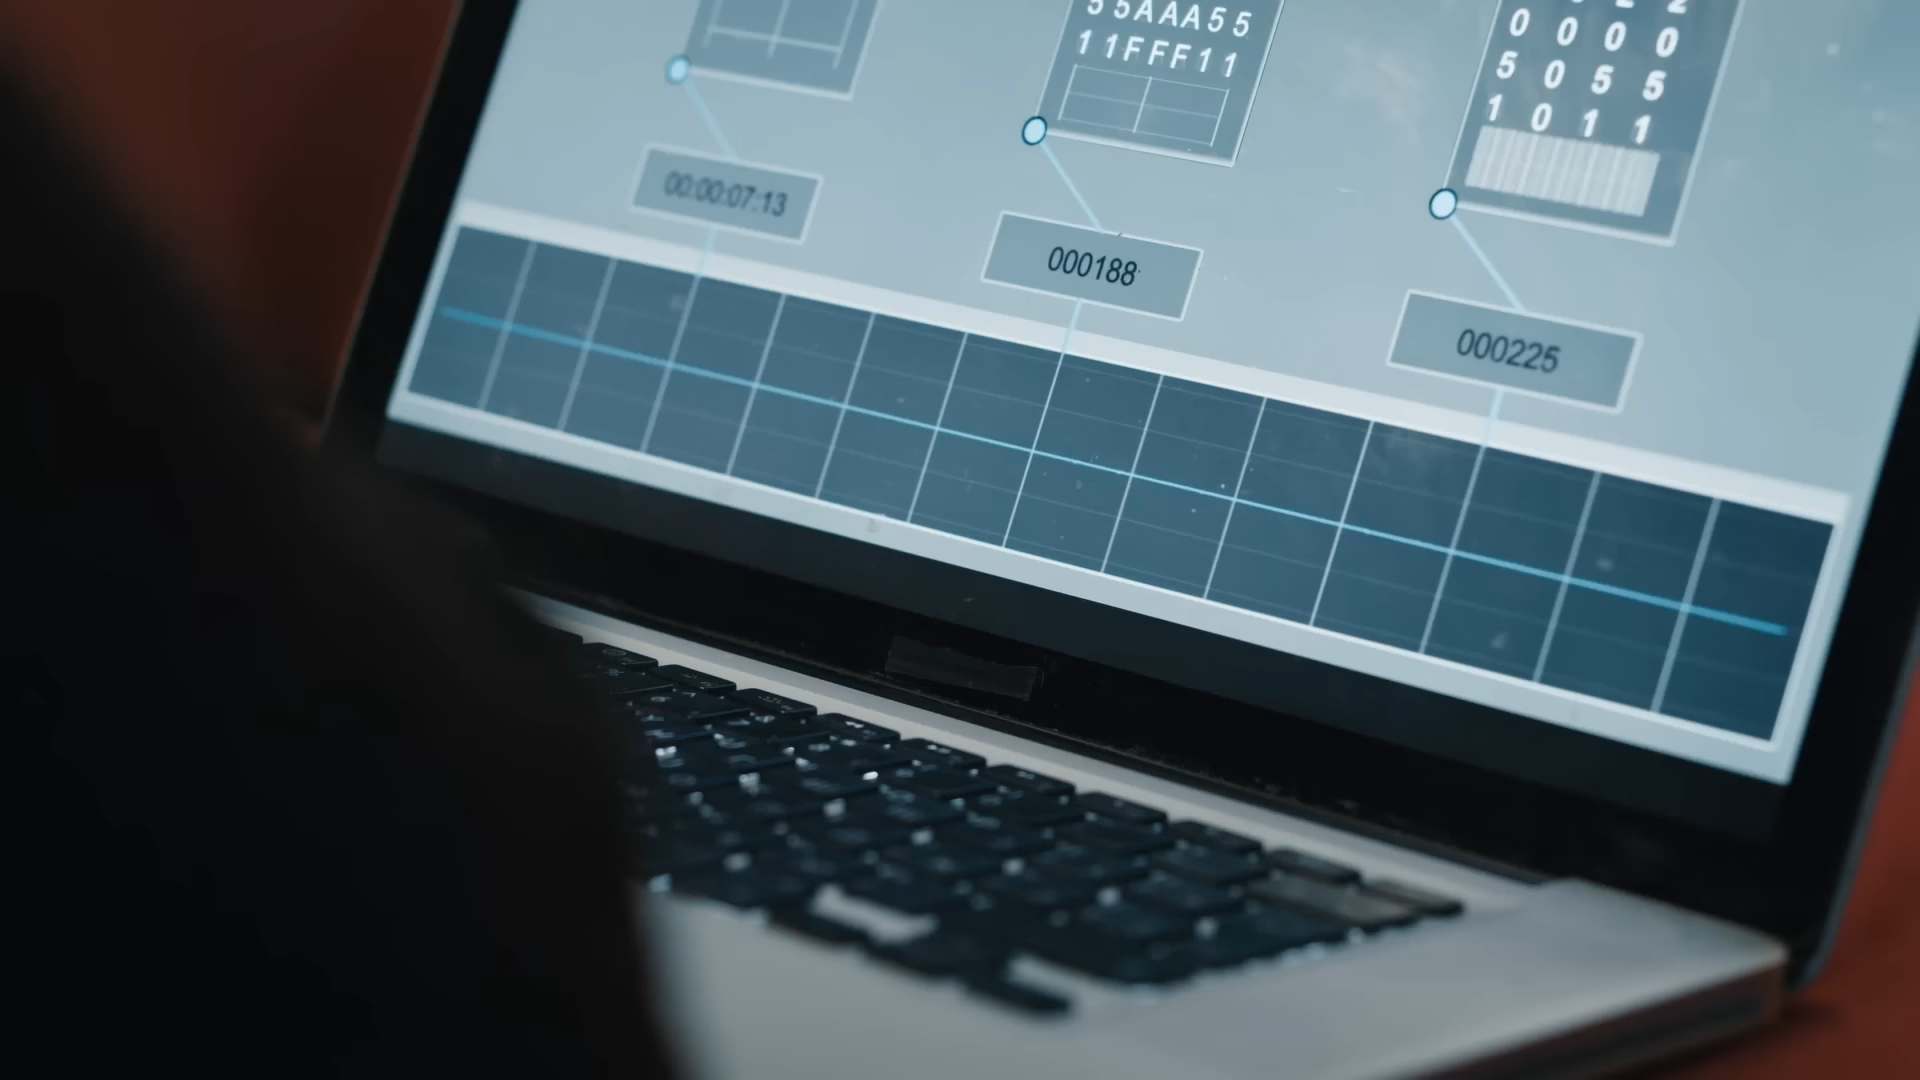 5 5 A A A 5 5
1 1 F F F 1 1
0 0 0 0
5 0 5 5
1 0 1 1
00:00:07:13
000188
000225